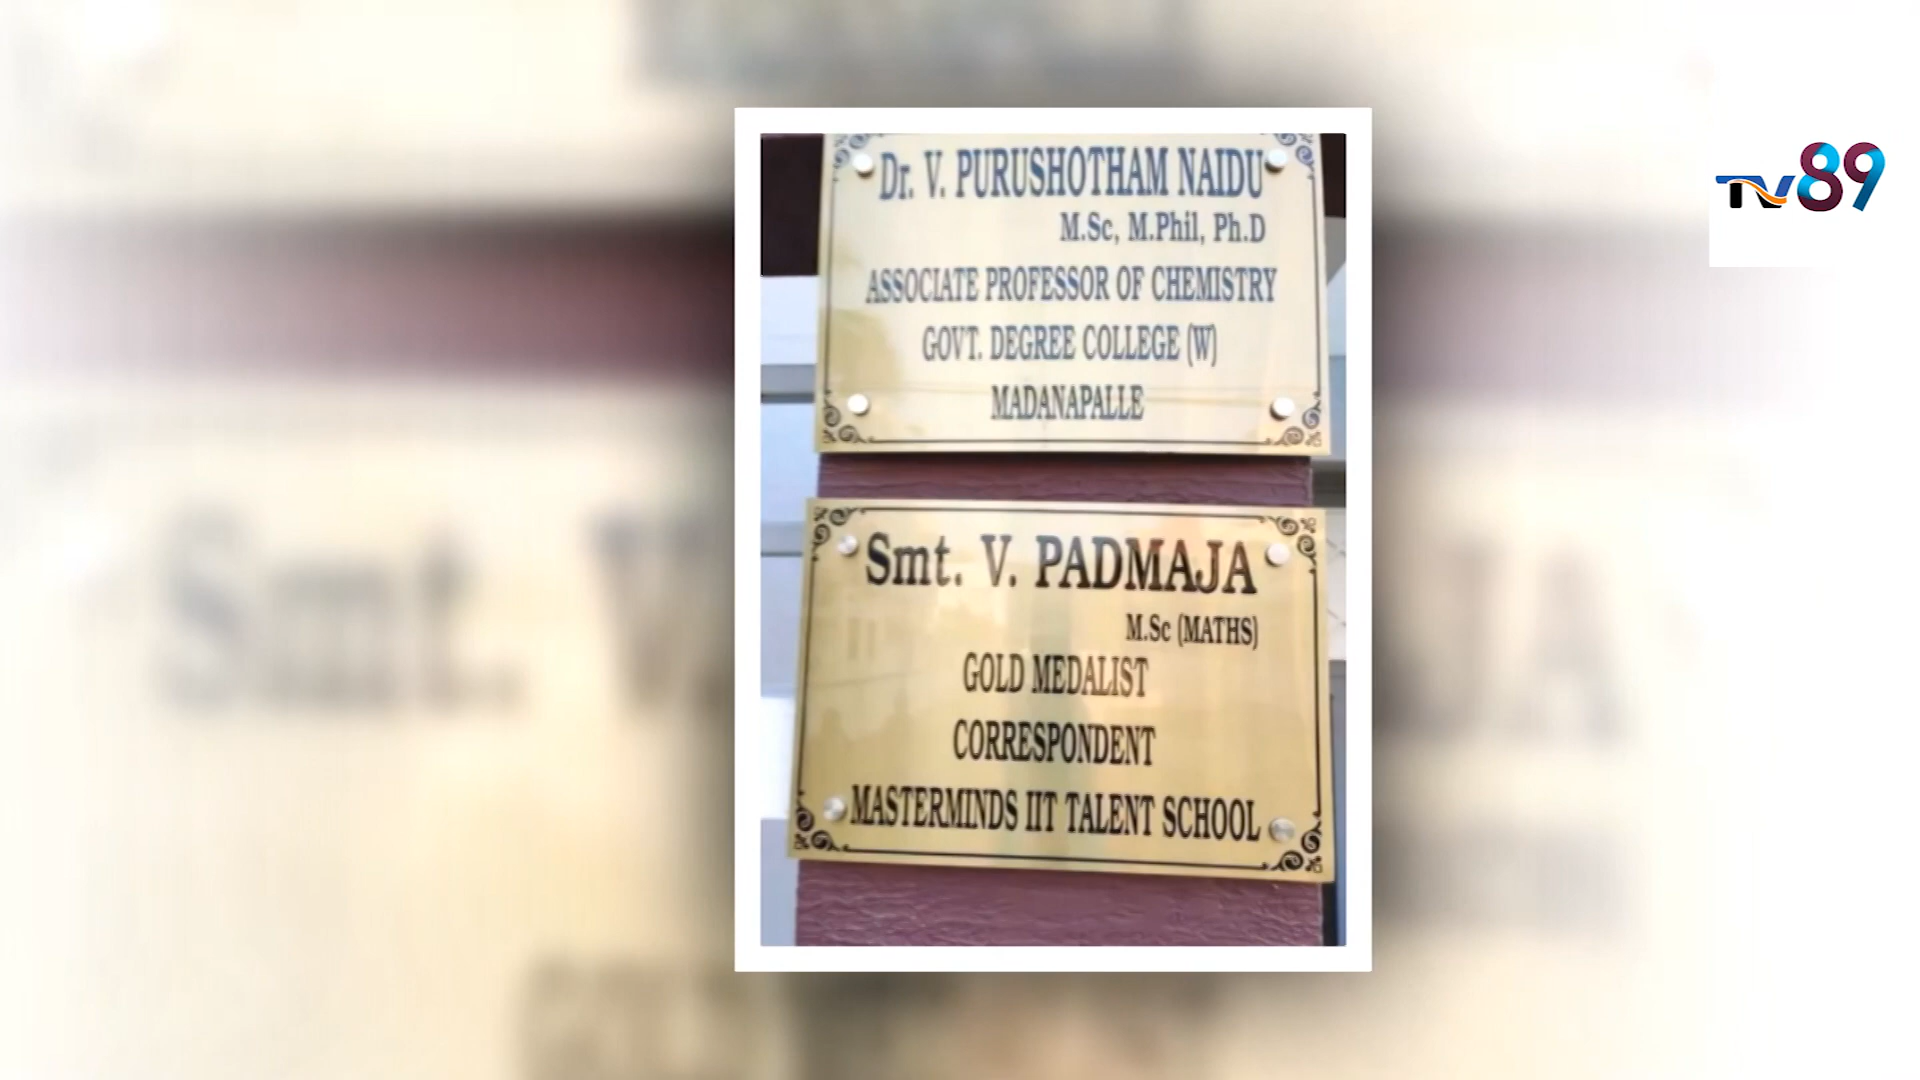 TV89
Dr. V. PURUSHOTHAM NAIDU
M.Sc, M.Phil, Ph.D
ASSOCIATE PROFESSOR OF CHEMISTRY
GOVT. DEGREE COLLEGE (W)
MADANAPALLE
Smt. V. PADMAJA
M.Sc (MATHS)
GOLD MEDALIST
CORRESPONDENT
MASTERMINDS IIT TALENT SCHOOL